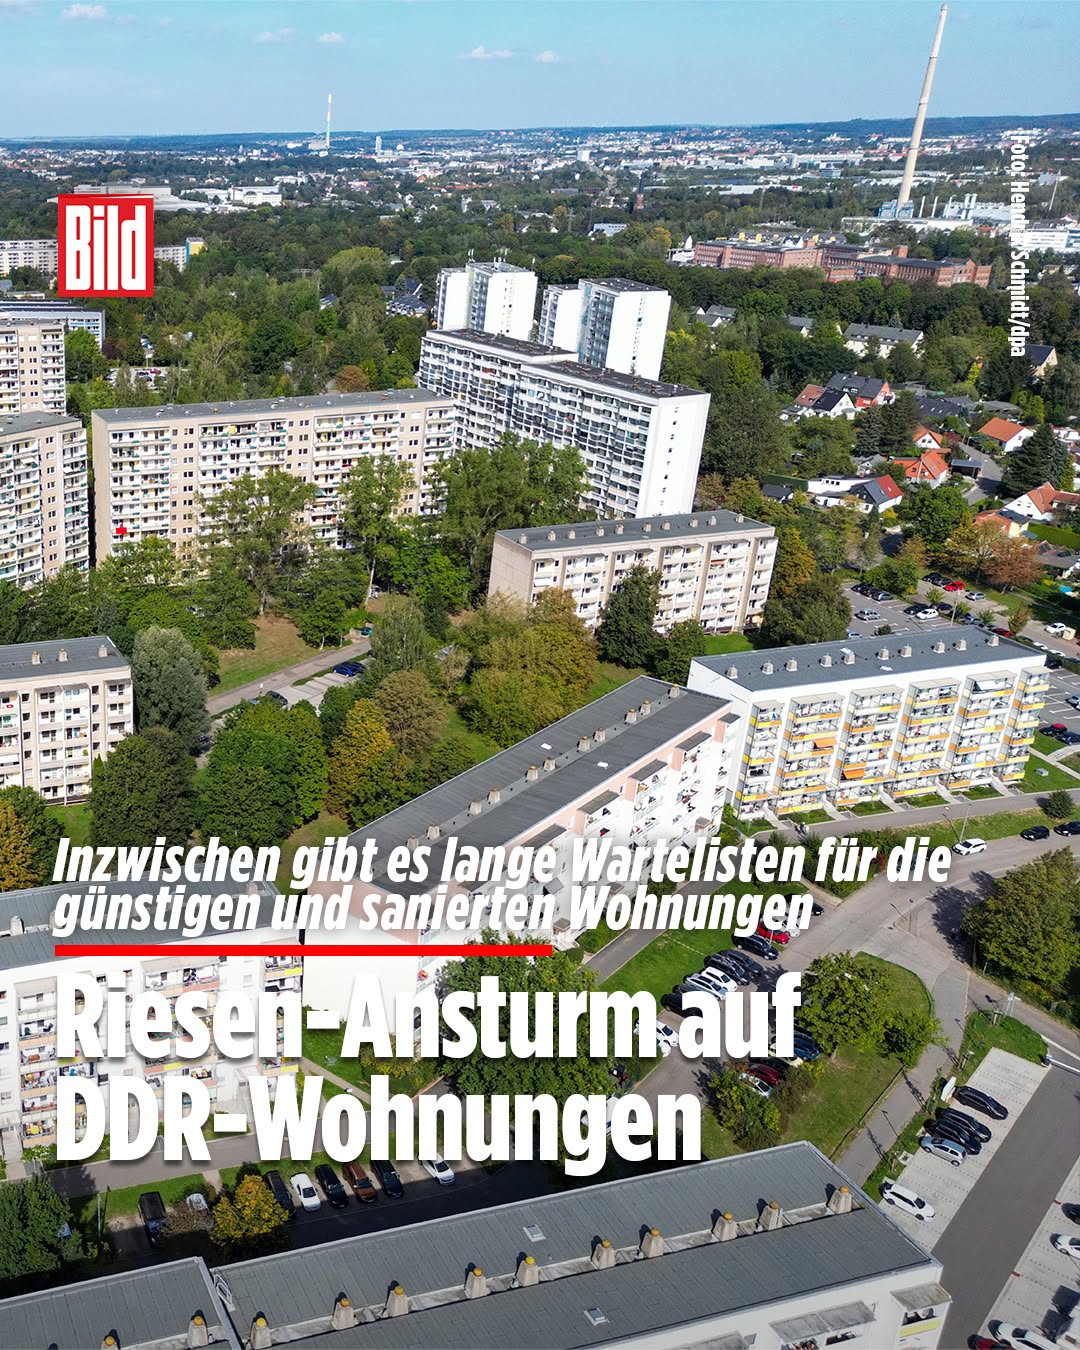 Bild
Foto: Hendrik Schmidt/dpa
Inzwischen gibt es lange Wartelisten für die
günstigen und sanierten Wohnungen
Riesen-Ansturm auf
DDR-Wohnungen